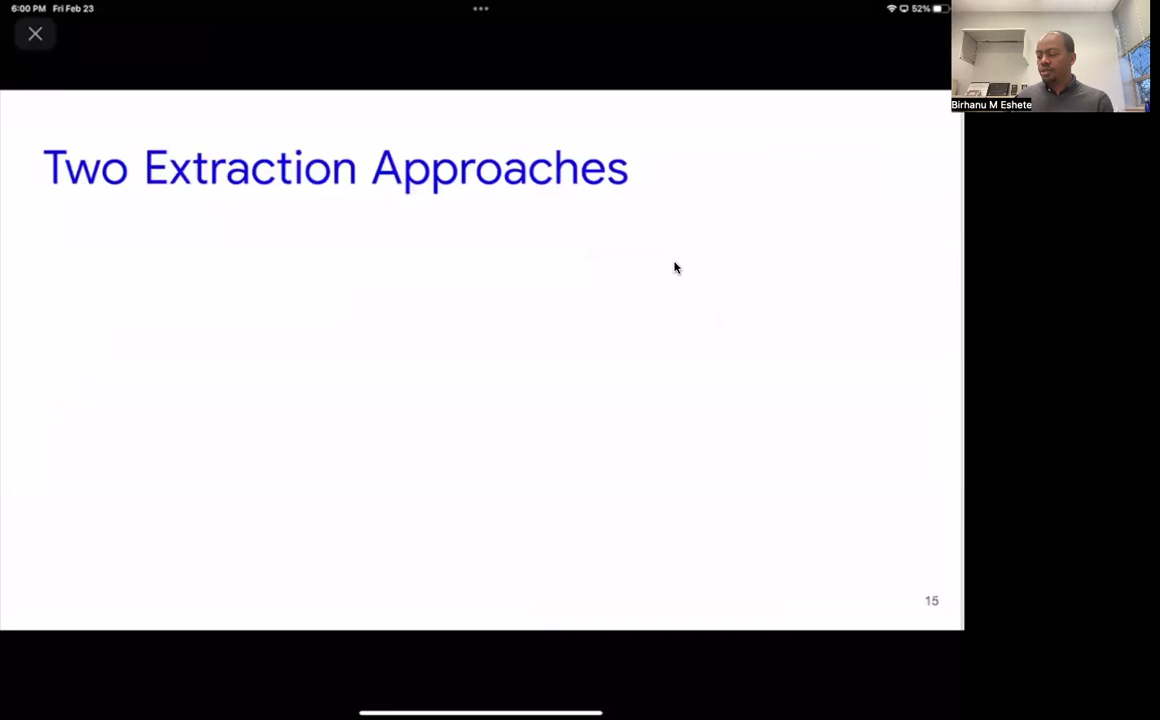 6:00 PM Fri Feb 23
52%
Birhanu M Eshete
Two Extraction Approaches
15